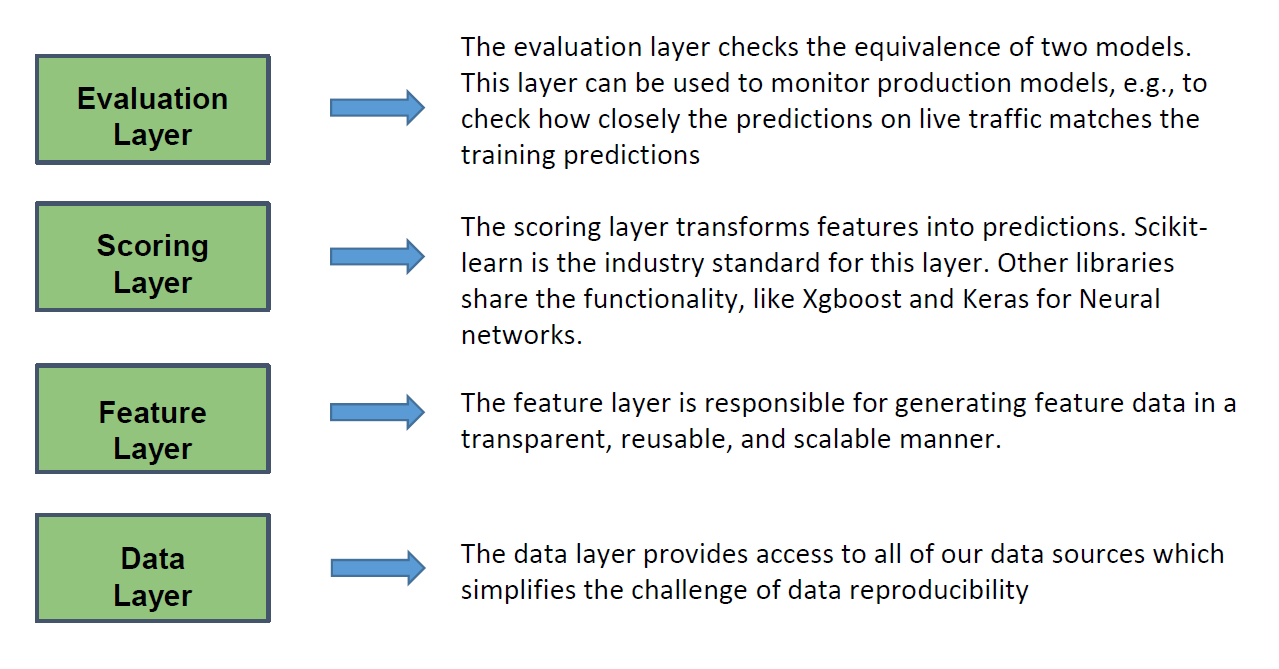 Evaluation
Layer
The evaluation layer checks the equivalence of two models.
This layer can be used to monitor production models, e.g., to
check how closely the predictions on live traffic matches the
training predictions
Scoring
Layer
The scoring layer transforms features into predictions. Scikit-
learn is the industry standard for this layer. Other libraries
share the functionality, like Xgboost and Keras for Neural
networks.
Feature
Layer
The feature layer is responsible for generating feature data in a
transparent, reusable, and scalable manner.
Data
Layer
The data layer provides access to all of our data sources which
simplifies the challenge of data reproducibility